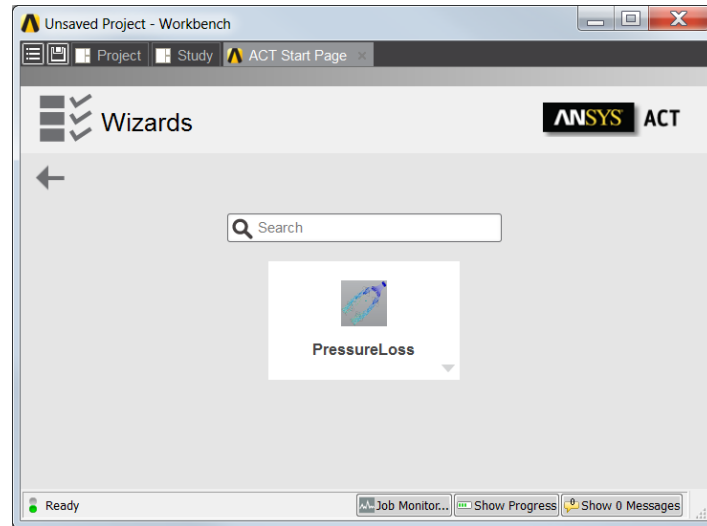 Unsaved Project - Workbench
Project Study ACT Start Page
Wizards
ANSYS ACT
Search
PressureLoss
Ready Job Monitor... Show Progress 0 Show 0 Messages